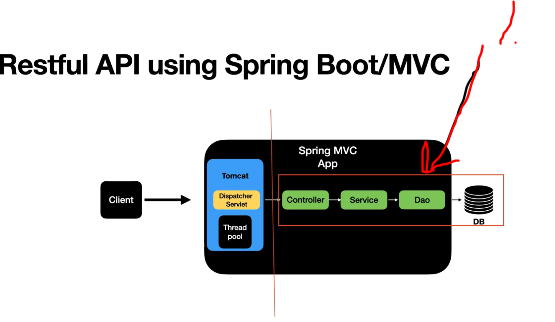 Restful API using Spring Boot/MVC
Spring MVC
App
Tomcat
Client
Dispatcher
Servlet
Controller
Service
Dao
Thread
pool
DB